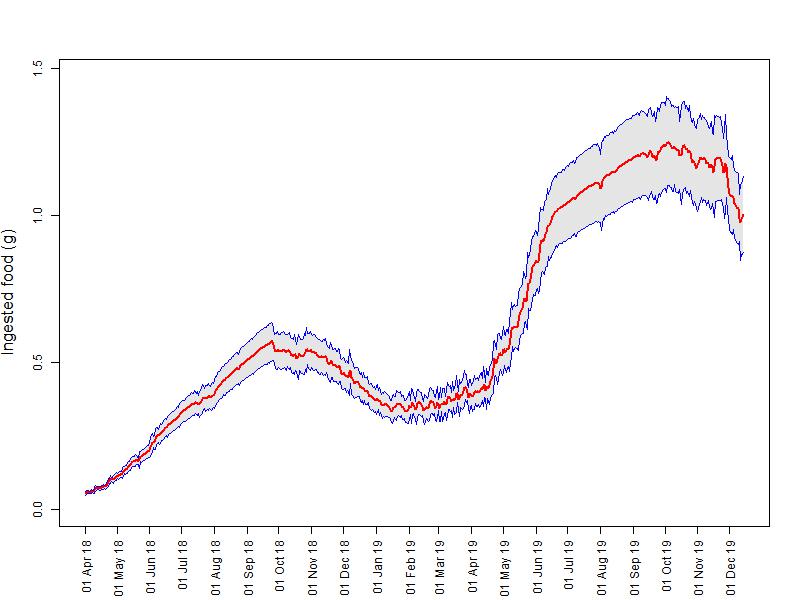 Ingested food (g)
1.5
1.0
0.5
0.0
01 Apr 18
01 May 18
01 Jun 18
01 Jul 18
01 Aug 18
01 Sep 18
01 Oct 18
01 Nov 18
01 Dec 18
01 Jan 19
01 Feb 19
01 Mar 19
01 Apr 19
01 May 19
01 Jun 19
01 Jul 19
01 Aug 19
01 Sep 19
01 Oct 19
01 Nov 19
01 Dec 19